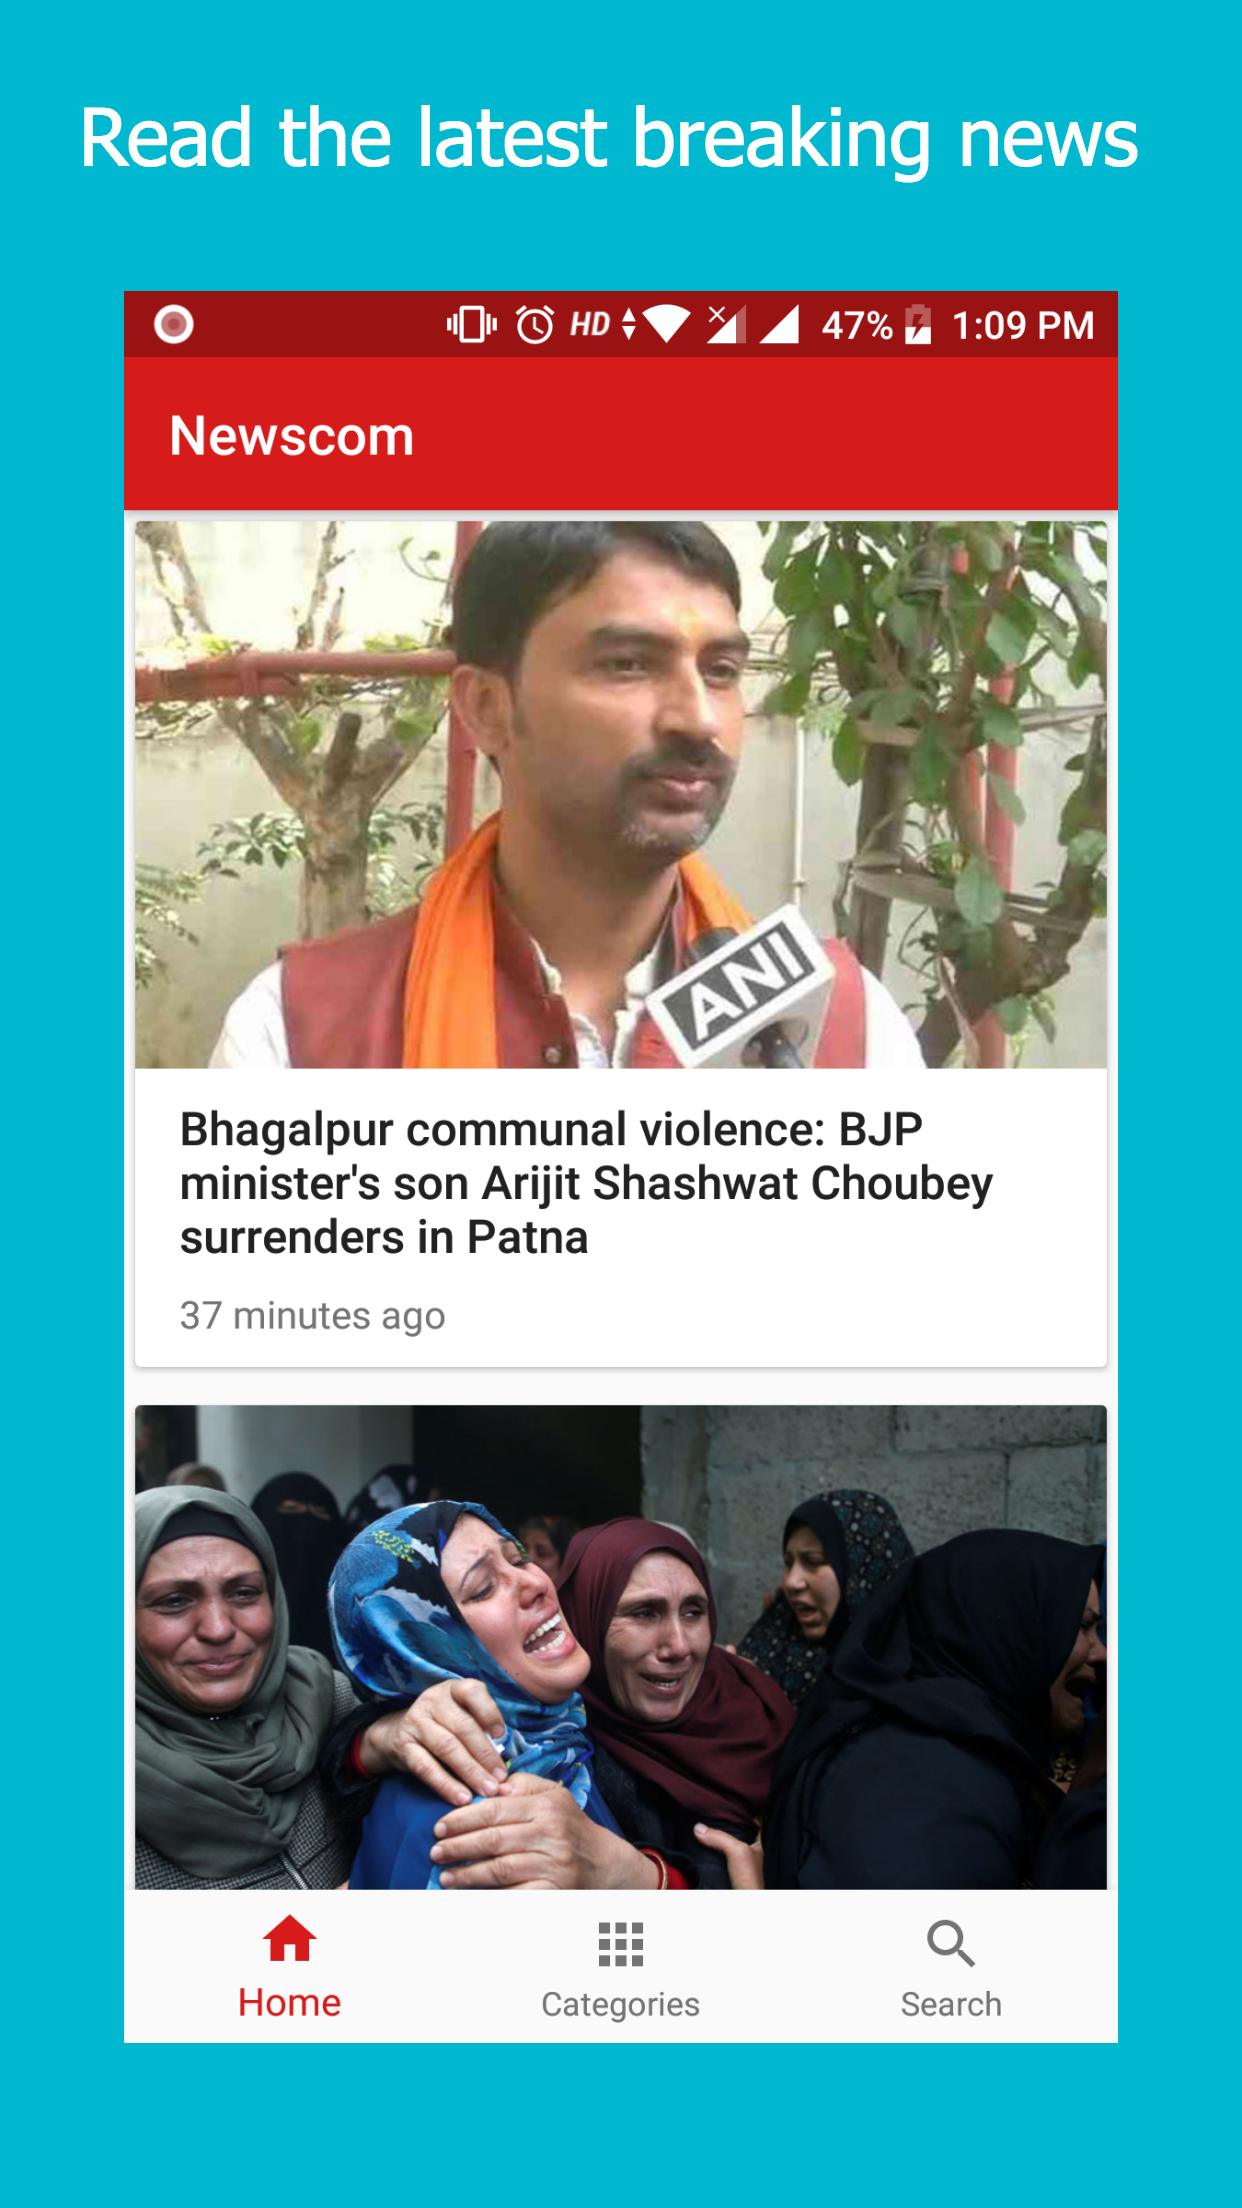 Read the latest breaking news
HD 47% 1:09 PM
Newscom
ANI
Bhagalpur communal violence: BJP
minister's son Arijit Shashwat Choubey
surrenders in Patna
37 minutes ago
Home Categories Search